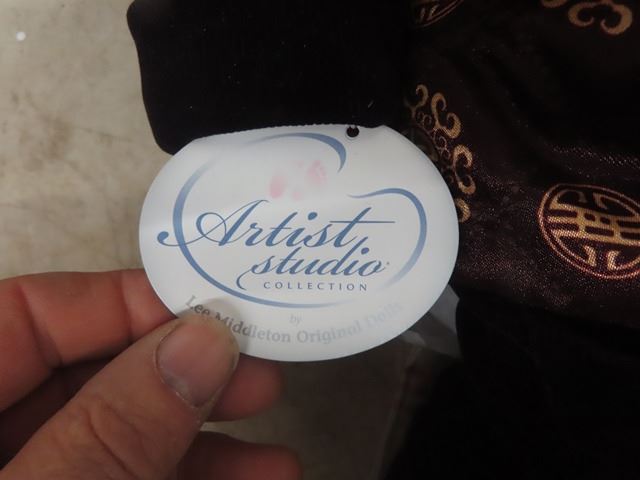 Artist
studio
COLLECTION
by
Lee Middleton Original Dolls